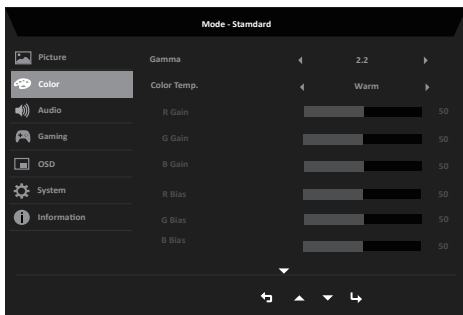 Mode - Stamdard
Picture
Gamma 2.2
Color
Color Temp. Warm
Audio
R Gain 50
Gaming
G Gain 50
OSD
B Gain 50
System
R Bias 50
Information
G Bias 50
B Bias 50